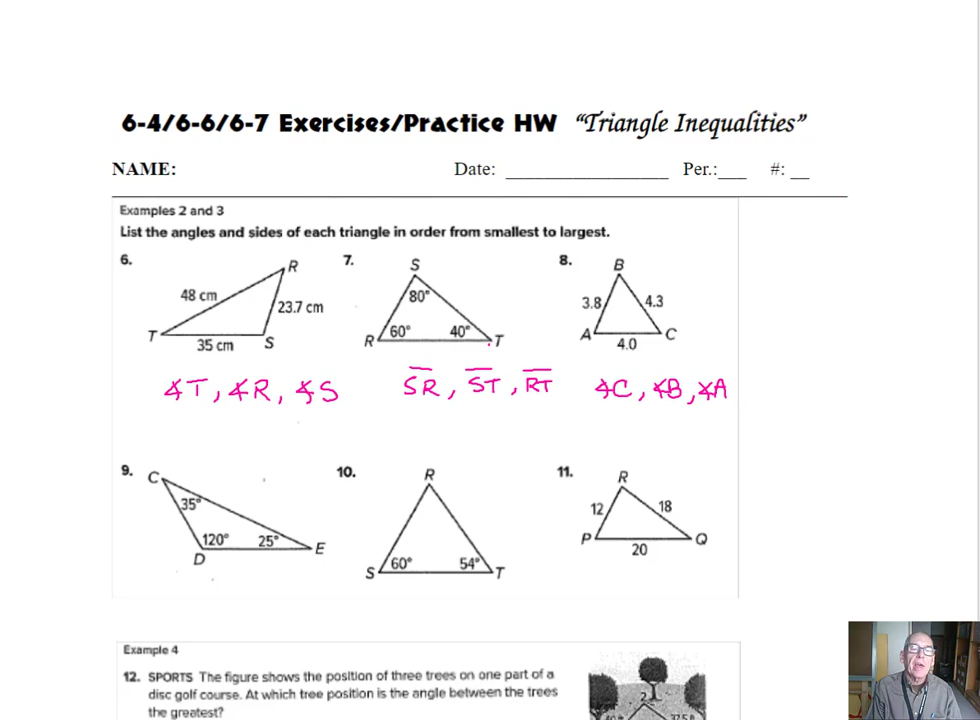 6-4/6-6/6-7 Exercises/Practice HW "Triangle Inequalities"
NAME: Date: _________________ Per.:___ #: __
Examples 2 and 3
List the angles and sides of each triangle in order from smallest to largest.
6.
R
48 cm
23.7 cm
T
35 cm
S
∡T, ∡R, ∡S
7.
S
80°
60°
40°
R
T
S̅R̅, S̅T̅, R̅T̅
8.
B
3.8
4.3
A
C
4.0
∡C, ∡B, ∡A
9.
C
35°
120°
25°
E
D
10.
R
60°
54°
S
T
11.
R
12
18
P
Q
20
Example 4
12. SPORTS The figure shows the position of three trees on one part of a
disc golf course. At which tree position is the angle between the trees
the greatest?
2